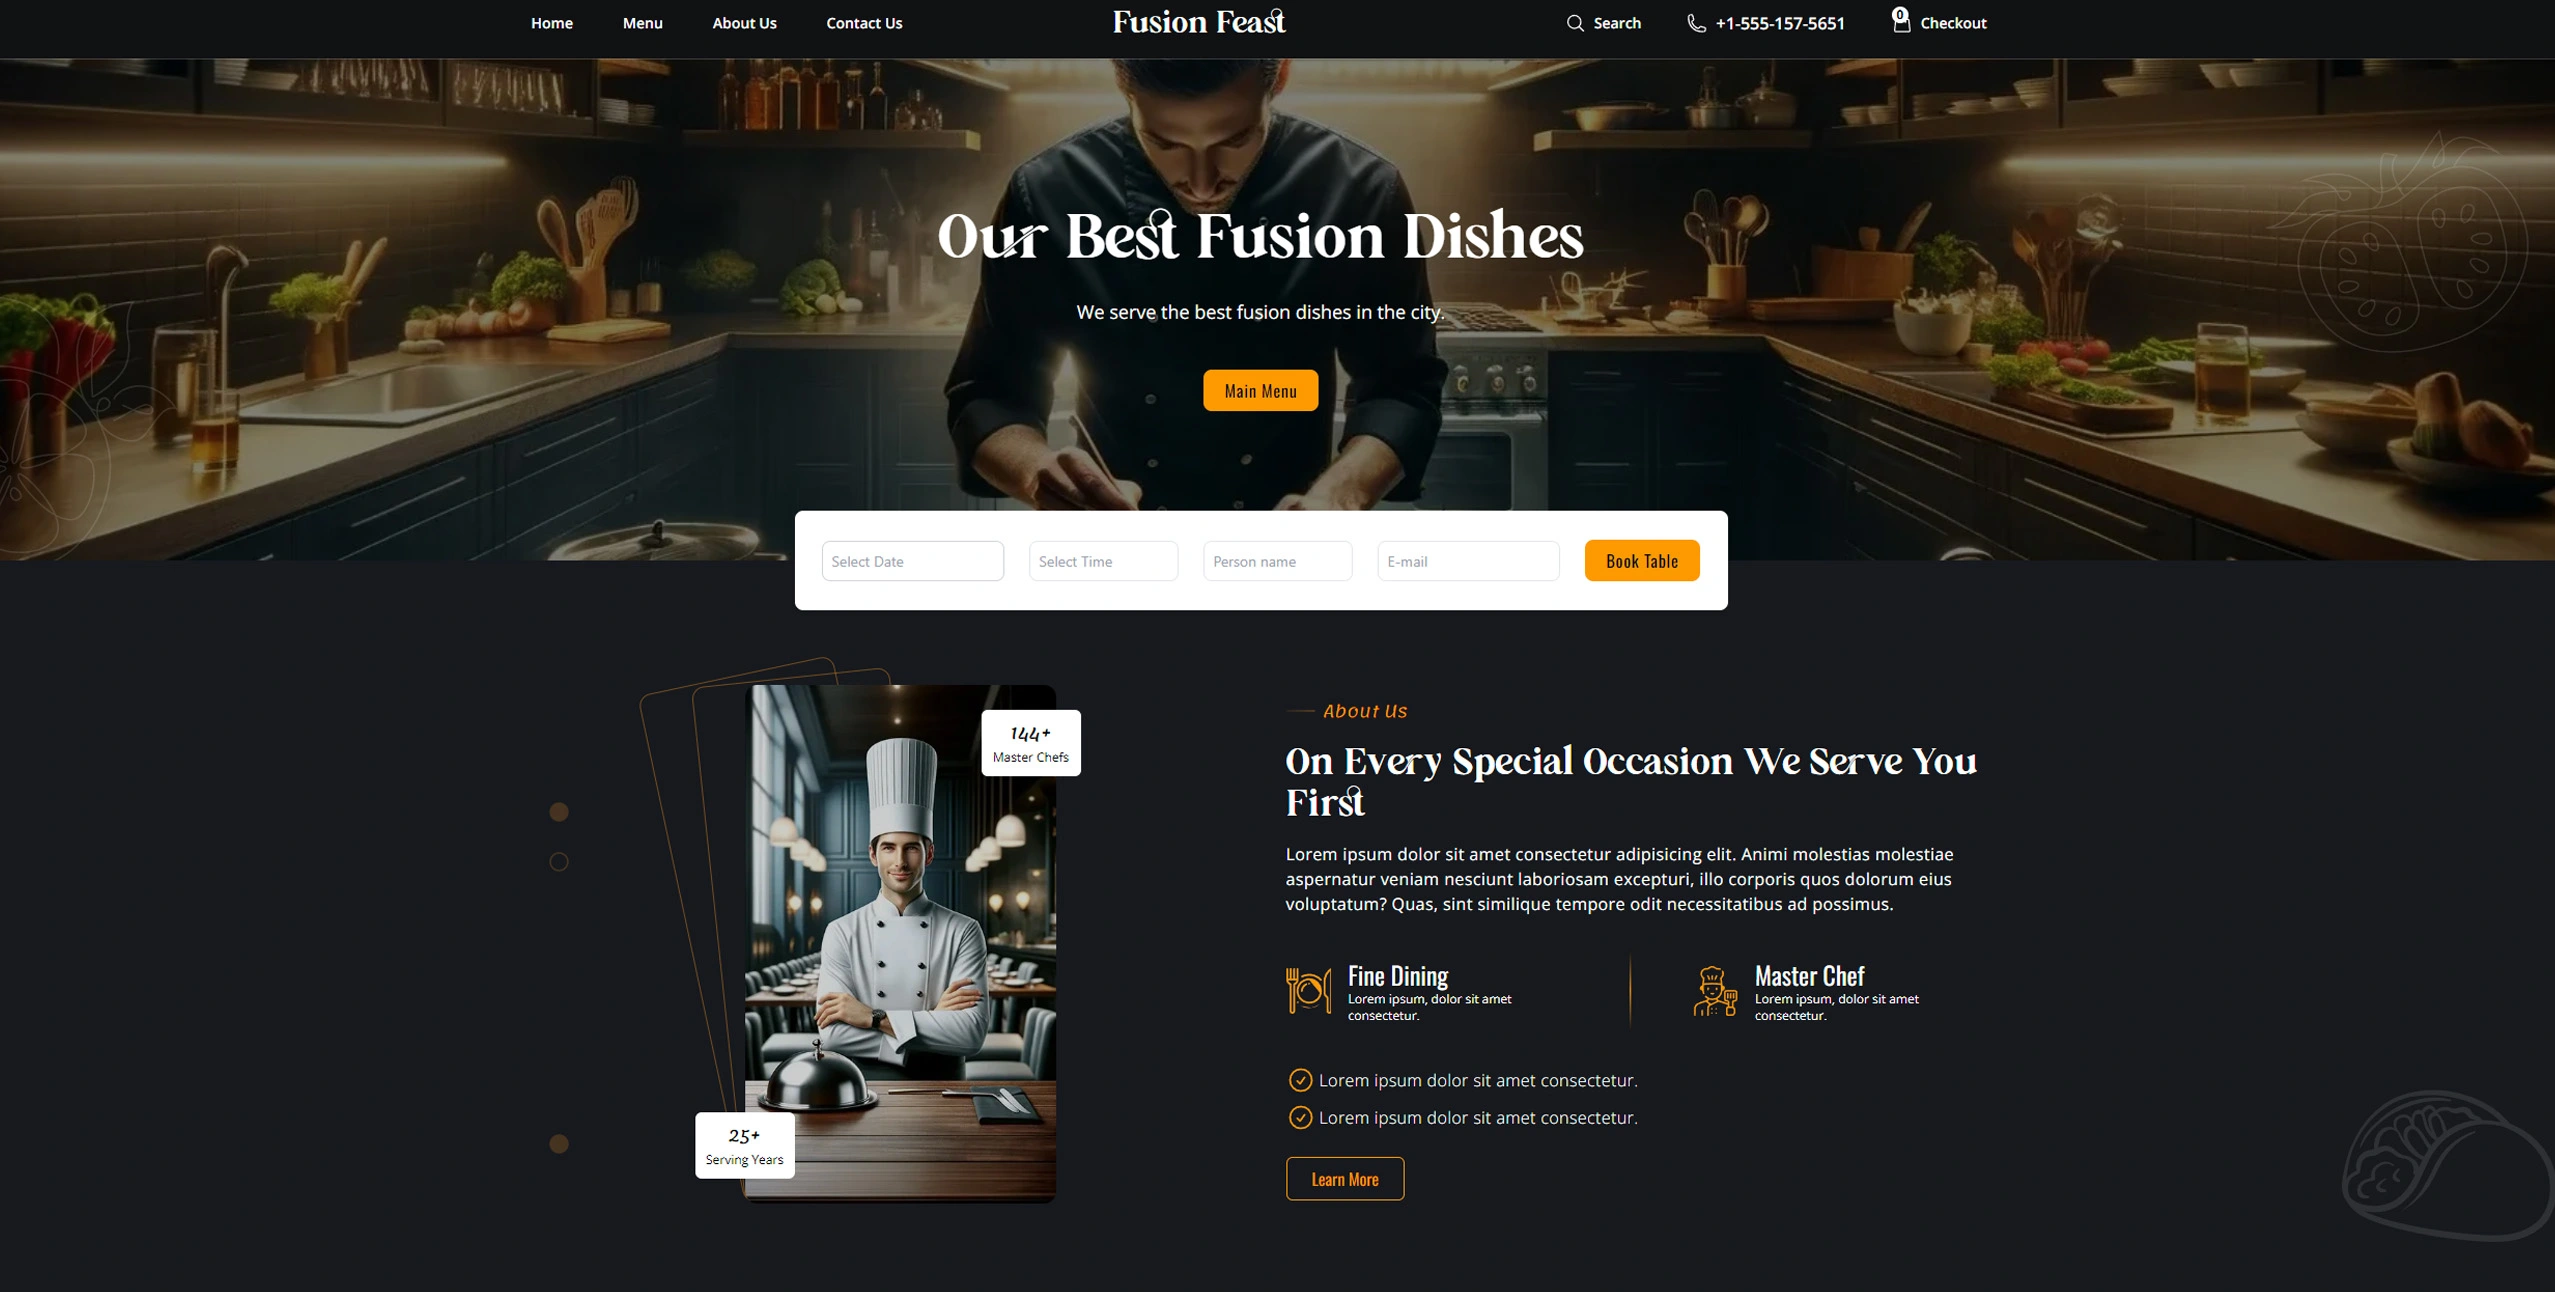 Home Menu About Us Contact Us Fusion Feast Search +1-555-157-5651 0 Checkout
Our Best Fusion Dishes
We serve the best fusion dishes in the city.
Main Menu
Select Date Select Time Person name E-mail Book Table
144+
Master Chefs
25+
Serving Years
About Us
On Every Special Occasion We Serve You
First
Lorem ipsum dolor sit amet consectetur adipisicing elit. Animi molestias molestiae
aspernatur veniam nesciunt laboriosam excepturi, illo corporis quos dolorum eius
voluptatum? Quas, sint similique tempore odit necessitatibus ad possimus.
Fine Dining
Lorem ipsum, dolor sit amet
consectetur.
Master Chef
Lorem ipsum, dolor sit amet
consectetur.
Lorem ipsum dolor sit amet consectetur.
Lorem ipsum dolor sit amet consectetur.
Learn More